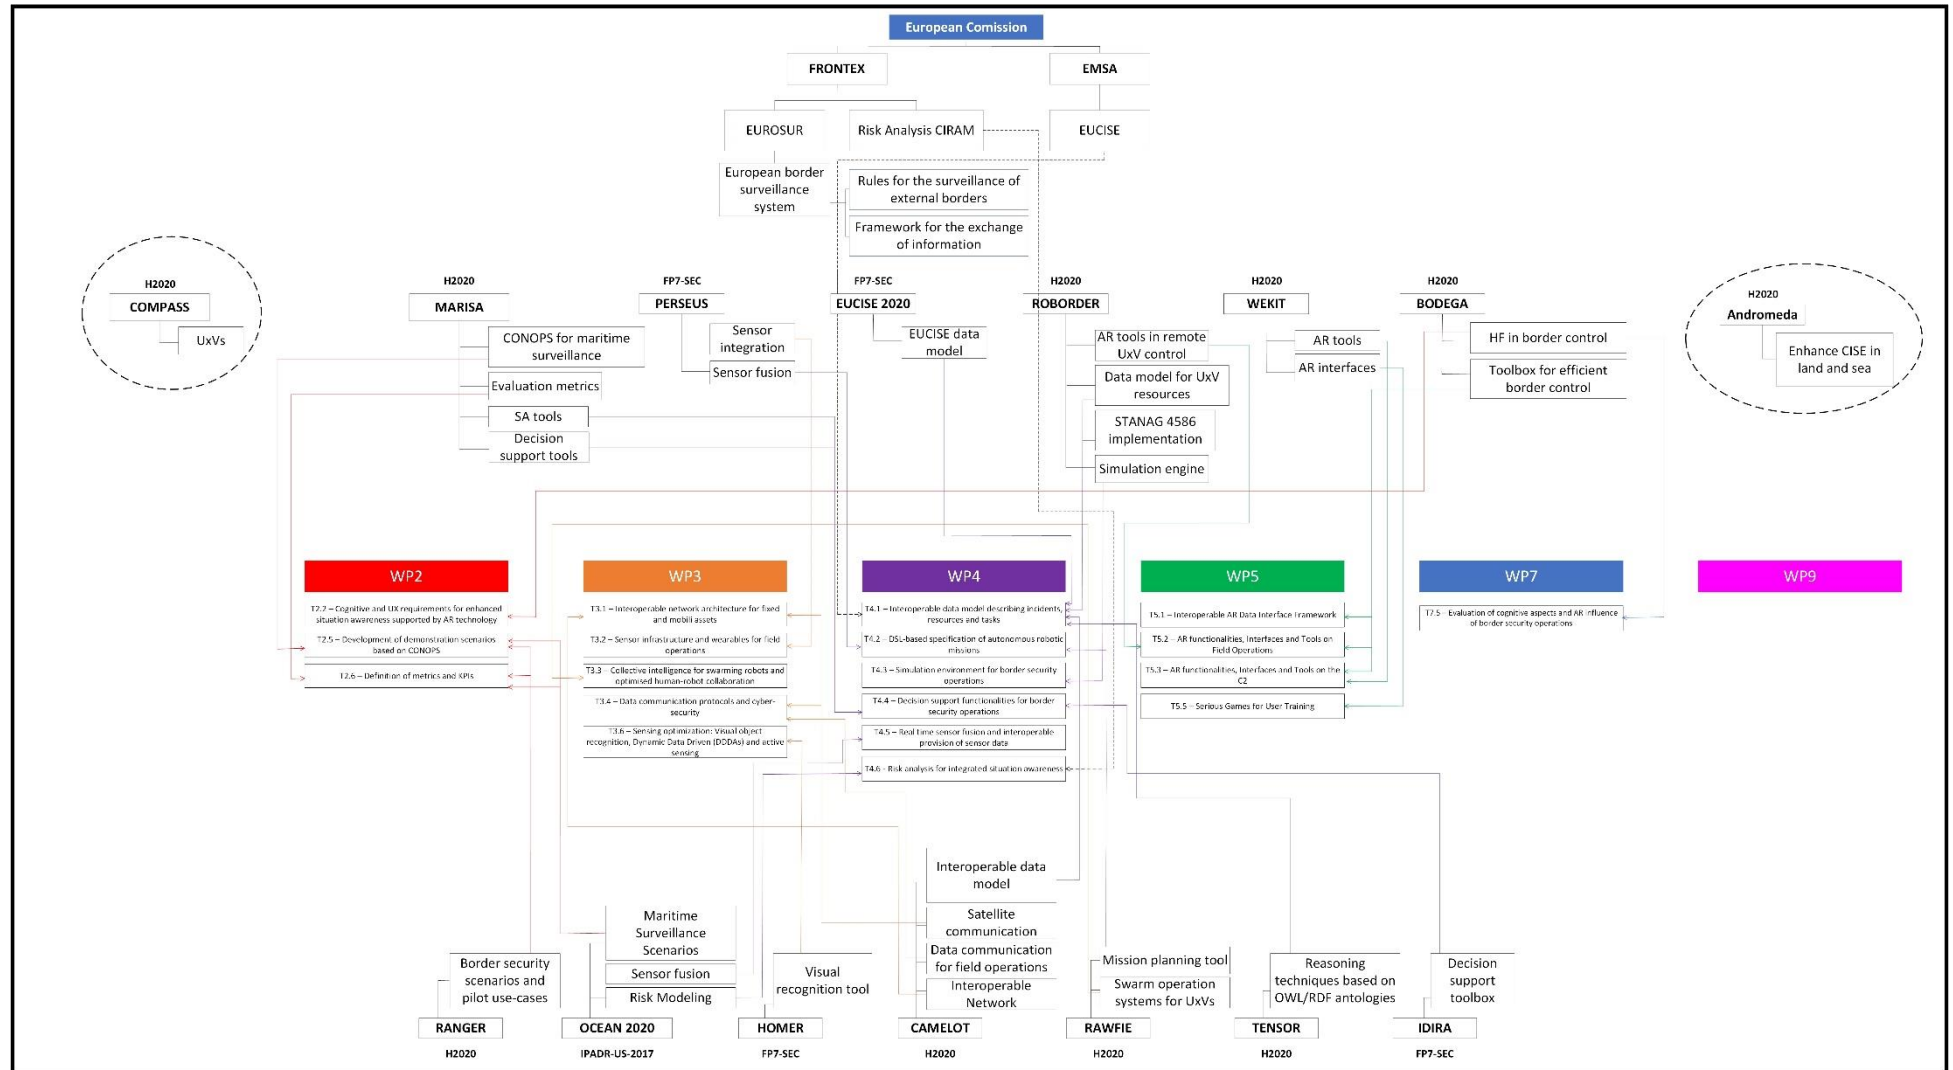 European Comission
FRONTEX
EMSA
EUROSUR
Risk Analysis CIRAM
EUCISE
European border
surveillance
system
Rules for the surveillance of
external borders
Framework for the exchange
of information
H2020
COMPASS
UxVs
H2020
MARISA
CONOPS for maritime
surveillance
Evaluation metrics
SA tools
Decision
support tools
FP7-SEC
PERSEUS
Sensor
integration
Sensor fusion
FP7-SEC
EUCISE 2020
EUCISE data
model
H2020
ROBORDER
AR tools in remote
UxV control
Data model for UxV
resources
STANAG 4586
implementation
Simulation engine
H2020
WEKIT
AR tools
AR interfaces
H2020
BODEGA
HF in border control
Toolbox for efficient
border control
H2020
Andromeda
Enhance CISE in
land and sea
WP2
T2.2 – Cognitive and UX requirements for enhanced
situation awareness supported by AR technology
T2.5 – Development of demonstration scenarios
based on CONOPS
T2.6 – Definition of metrics and KPIs
WP3
T3.1 – Interoperable network architecture for fixed
and mobili assets
T3.2 – Sensor infrastructure and wearables for field
operations
T3.3 – Collective intelligence for swarming robots and
optimised human-robot collaboration
T3.4 – Data communication protocols and cyber-
security
T3.6 – Sensing optimization: Visual object
recognition, Dynamic Data Driven (DDDAs) and active
sensing
WP4
T4.1 – Interoperable data model describing incidents,
resources and tasks
T4.2 – DSL-based specification of autonomous robotic
missions
T4.3 – Simulation environment for border security
operations
T4.4 – Decision support functionalities for border
security operations
T4.5 – Real time sensor fusion and interoperable
provision of sensor data
T4.6 - Risk analysis for integrated situation awareness
WP5
T5.1 – Interoperable AR Data Interface Framework
T5.2 – AR functionalities, Interfaces and Tools on
Field Operations
T5.3 – AR functionalities, Interfaces and Tools on the
C2
T5.5 – Serious Games for User Training
WP7
T7.5 – Evaluation of cognitive aspects and AR influence
of border security operations
WP9
Border security
scenarios and
pilot use-cases
RANGER
H2020
Maritime
Surveillance
Scenarios
Sensor fusion
Risk Modeling
OCEAN 2020
IPADR-US-2017
Visual
recognition tool
HOMER
FP7-SEC
Interoperable data
model
Satellite
communication
Data communication
for field operations
Interoperable
Network
CAMELOT
H2020
Mission planning tool
Swarm operation
systems for UxVs
RAWFIE
H2020
Reasoning
techniques based on
OWL/RDF antologies
TENSOR
H2020
Decision
support
toolbox
IDIRA
FP7-SEC